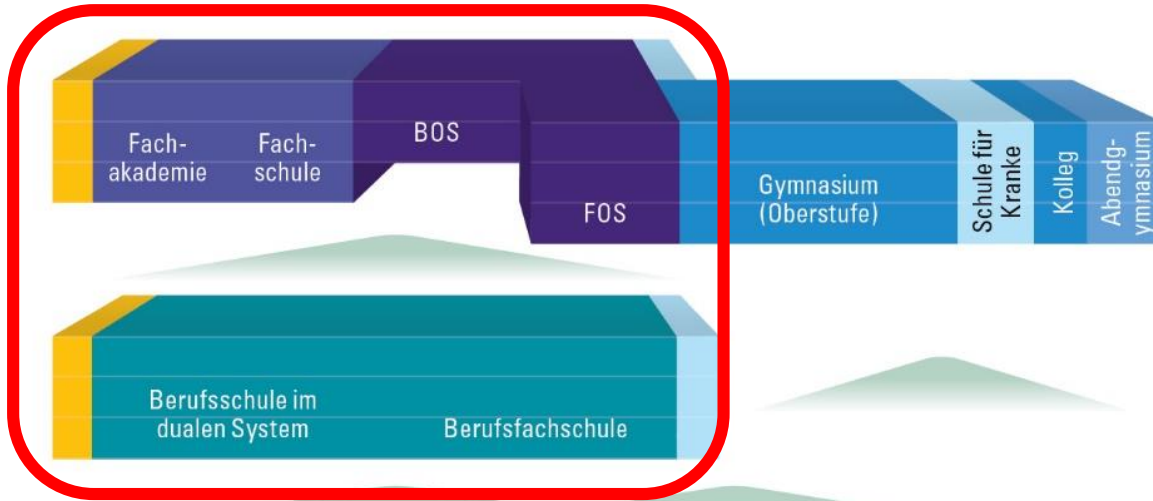 Fach-
akademie
Fach-
schule
BOS
FOS
Gymnasium
(Oberstufe)
Schule für
Kranke
Kolleg
Abendg-
ymnasium
Berufsschule im
dualen System
Berufsfachschule